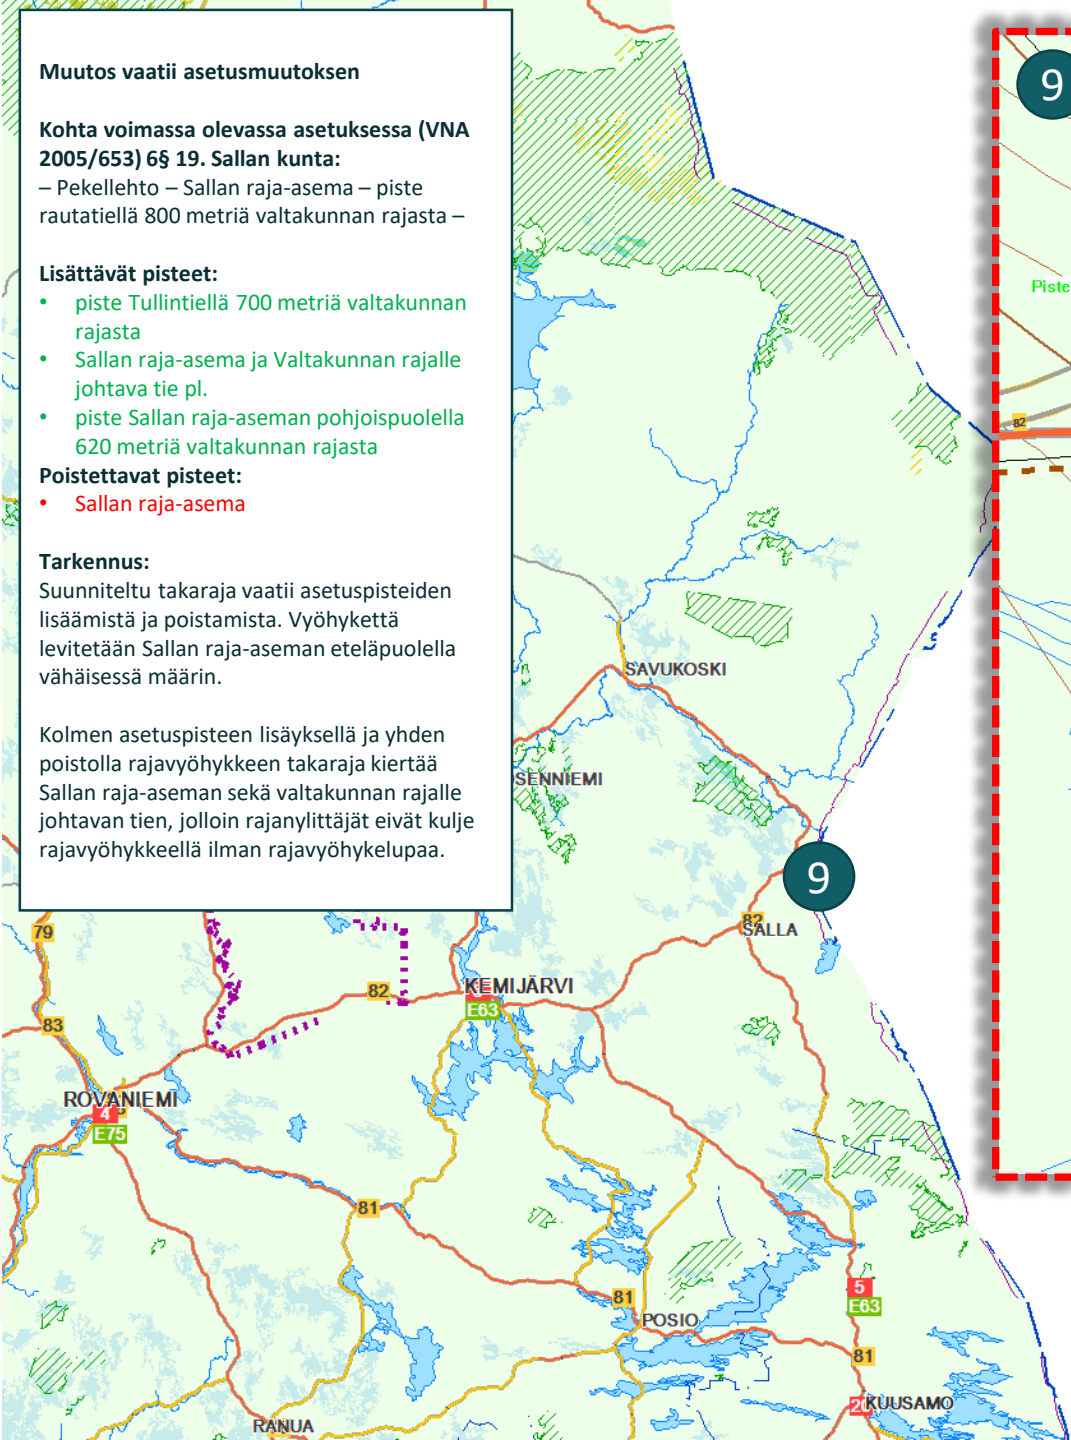 Muutos vaatii asetusmuutoksen
Kohta voimassa olevassa asetuksessa (VNA
2005/653) 6§ 19. Sallan kunta:
– Pekellehto – Sallan raja-asema – piste
rautatiellä 800 metriä valtakunnan rajasta –
Lisättävät pisteet:
• piste Tullintiellä 700 metriä valtakunnan
rajasta
• Sallan raja-asema ja Valtakunnan rajalle
johtava tie pl.
• piste Sallan raja-aseman pohjoispuolella
620 metriä valtakunnan rajasta
Poistettavat pisteet:
• Sallan raja-asema
Tarkennus:
Suunniteltu takaraja vaatii asetuspisteiden
lisäämistä ja poistamista. Vyöhykettä
levitetään Sallan raja-aseman eteläpuolella
vähäisessä määrin.
Kolmen asetuspisteen lisäyksellä ja yhden
poistolla rajavyöhykkeen takaraja kiertää
Sallan raja-aseman sekä valtakunnan rajalle
johtavan tien, jolloin rajanylittäjät eivät kulje
rajavyöhykkeellä ilman rajavyöhykelupaa.
9
Piste
82
SAVUKOSKI
SENNIEMI
9
82
SALLA
79
82
KEMIJÄRVI
E63
83
ROVANIEMI
4
E75
81
5
E63
81
POSIO
81
KUUSAMO
RANUA